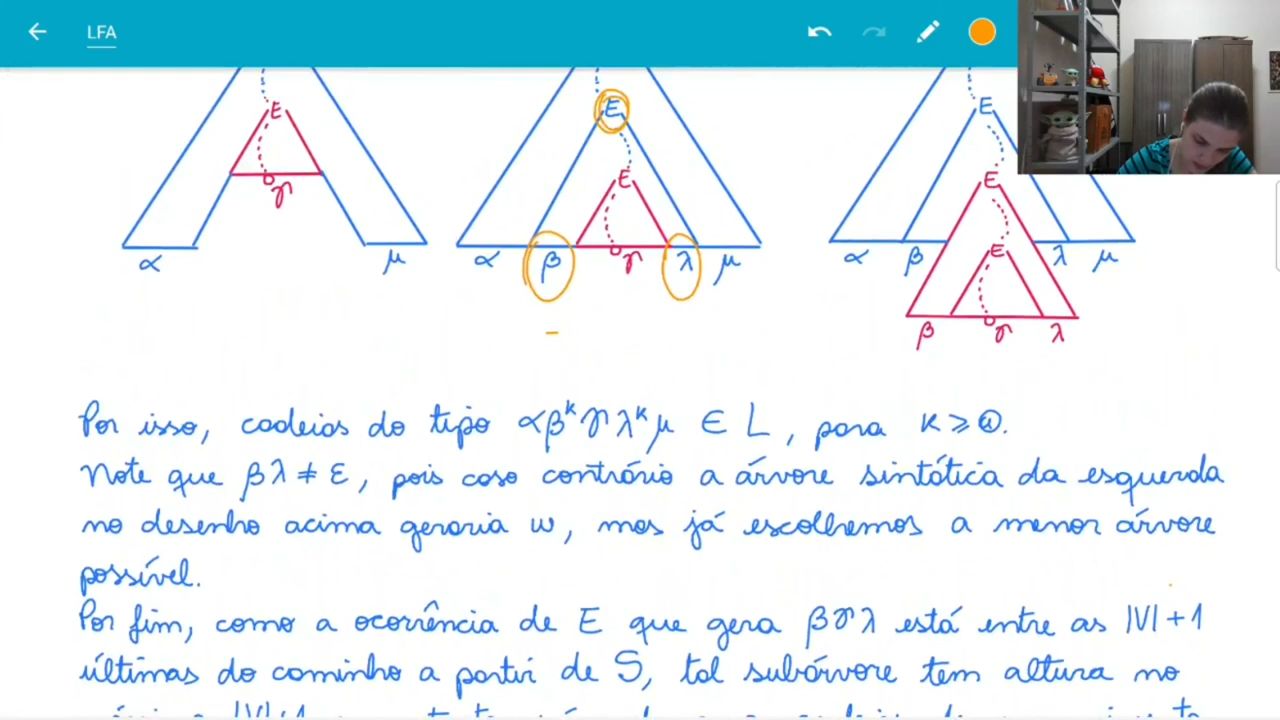 LFA
E E E
E E
E
γ
α μ α β γ λ μ α β λ μ
β γ λ
Por isso, cadeias do tipo αβᵏγλᵏμ ∈ L, para k ⩾ 0.
Note que βλ ≠ ε, pois caso contrário a árvore sintática da esquerda
no desenho acima geraria w, mas já escolhemos a menor árvore
possível.
Por fim, como a ocorrência de E que gera βγλ está entre as |V|+1
últimas do caminho a partir de S, tal subárvore tem altura no